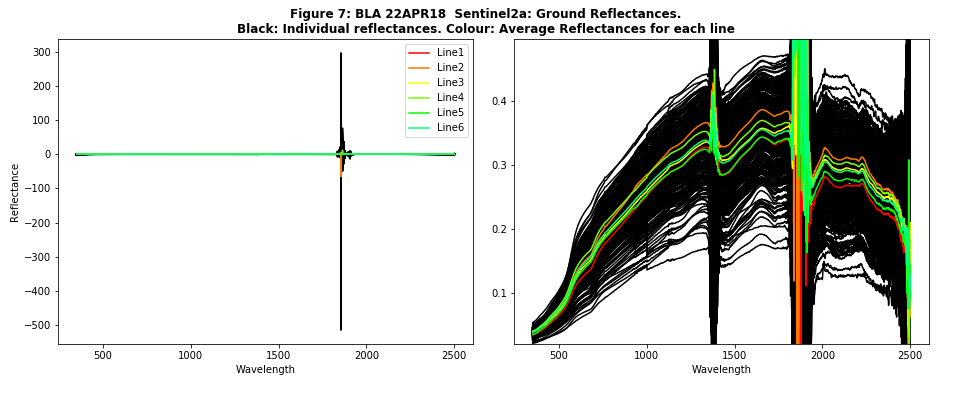 Figure 7: BLA 22APR18  Sentinel2a: Ground Reflectances.
Black: Individual reflectances. Colour: Average Reflectances for each line
Reflectance
300
200
100
0
−100
−200
−300
−400
−500
500
1000
1500
2000
2500
Wavelength
Line1
Line2
Line3
Line4
Line5
Line6
0.4
0.3
0.2
0.1
500
1000
1500
2000
2500
Wavelength